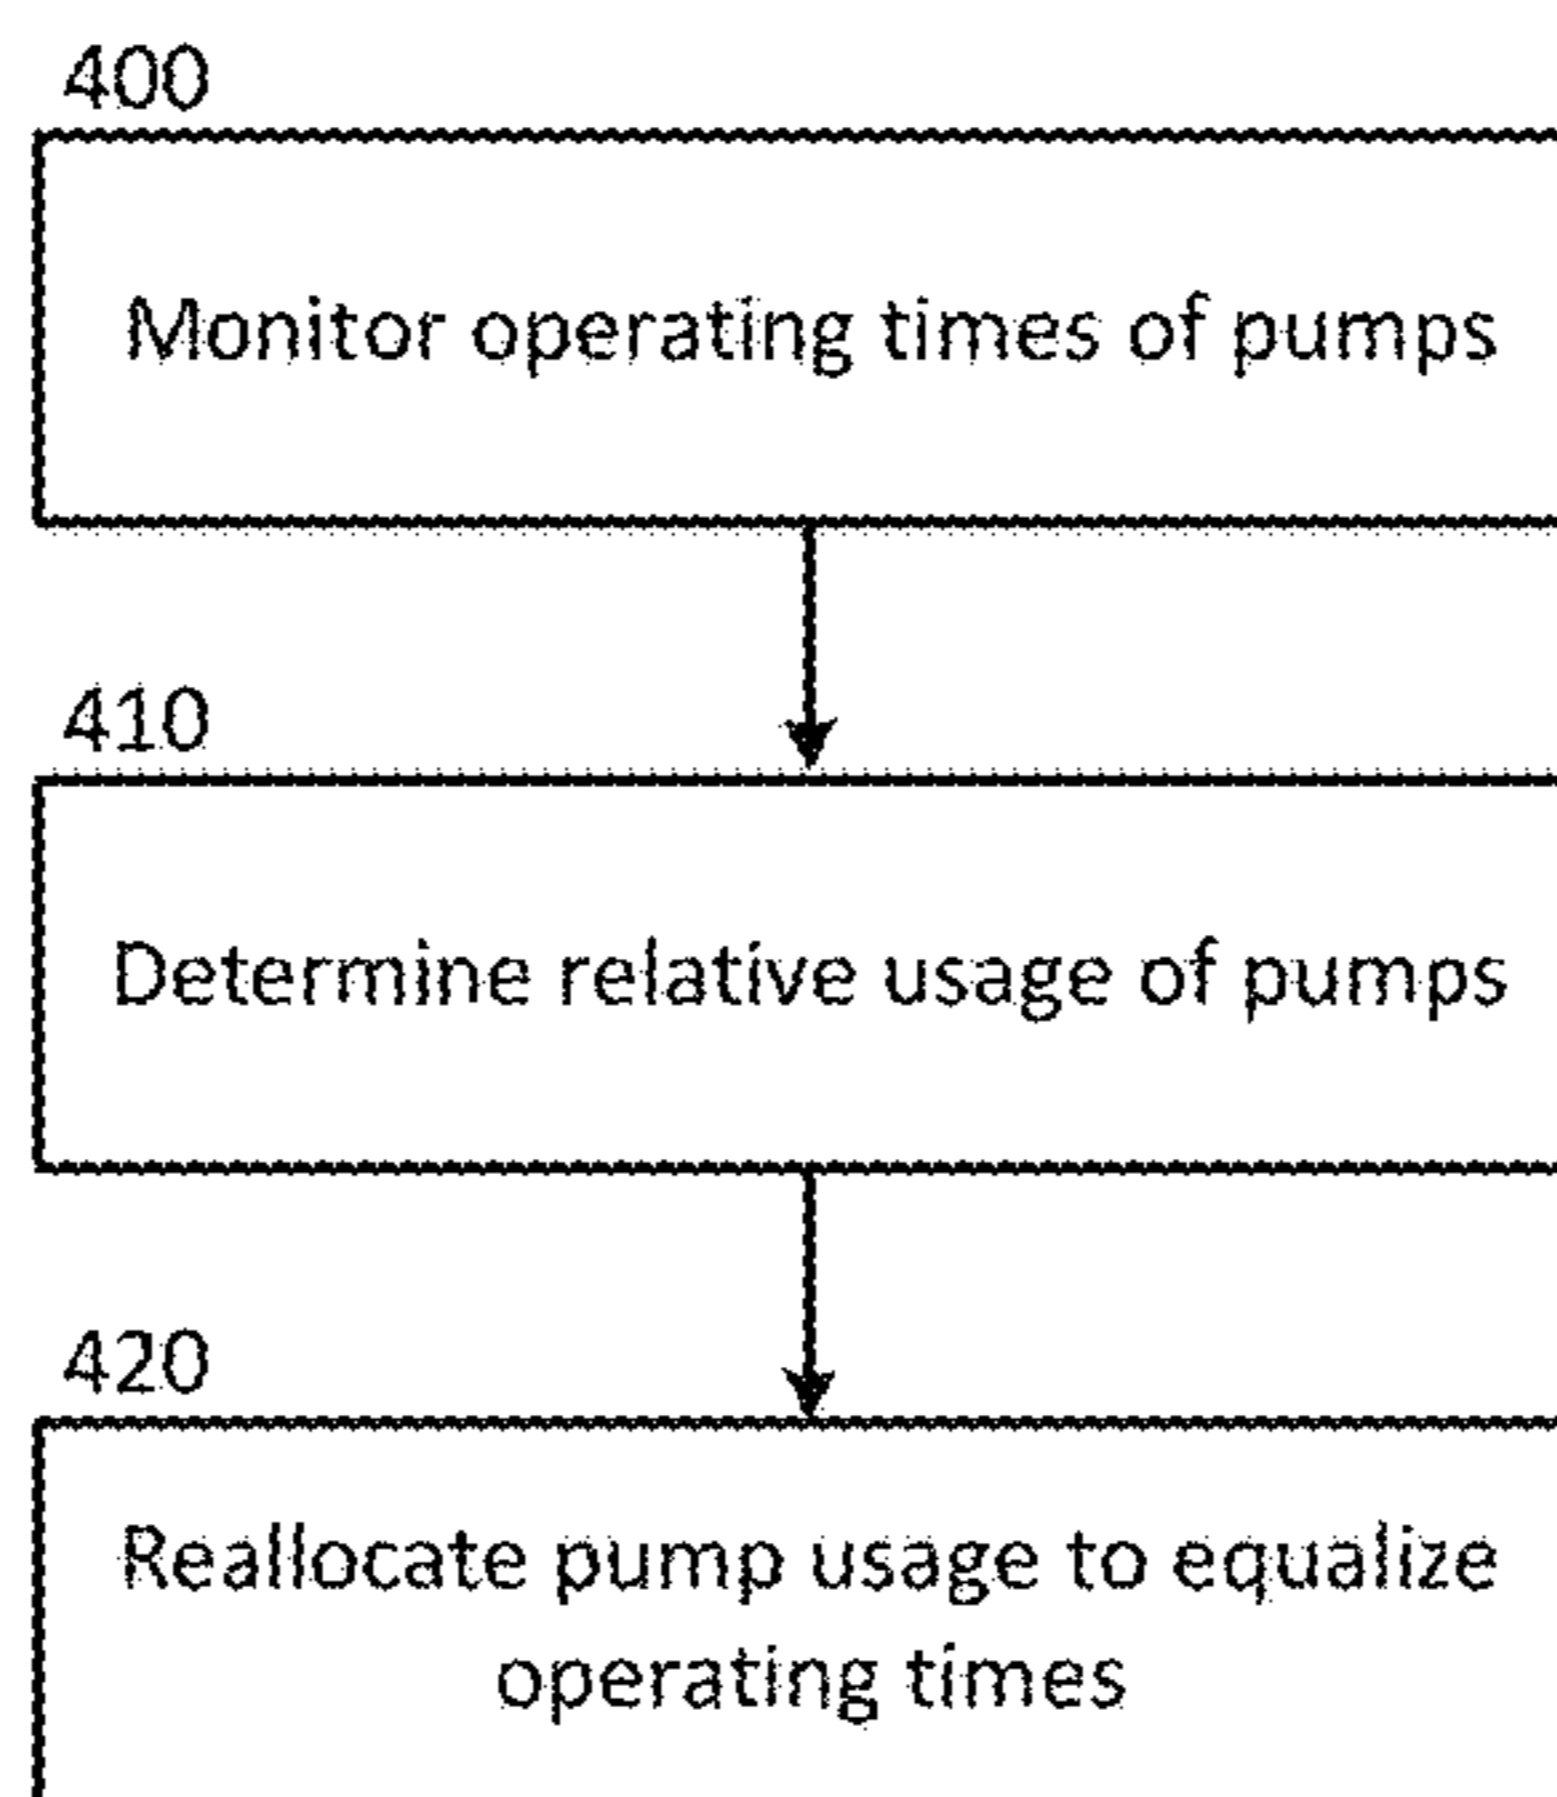 400
Monitor operating times of pumps
410
Determine relative usage of pumps
420
Reallocate pump usage to equalize
operating times